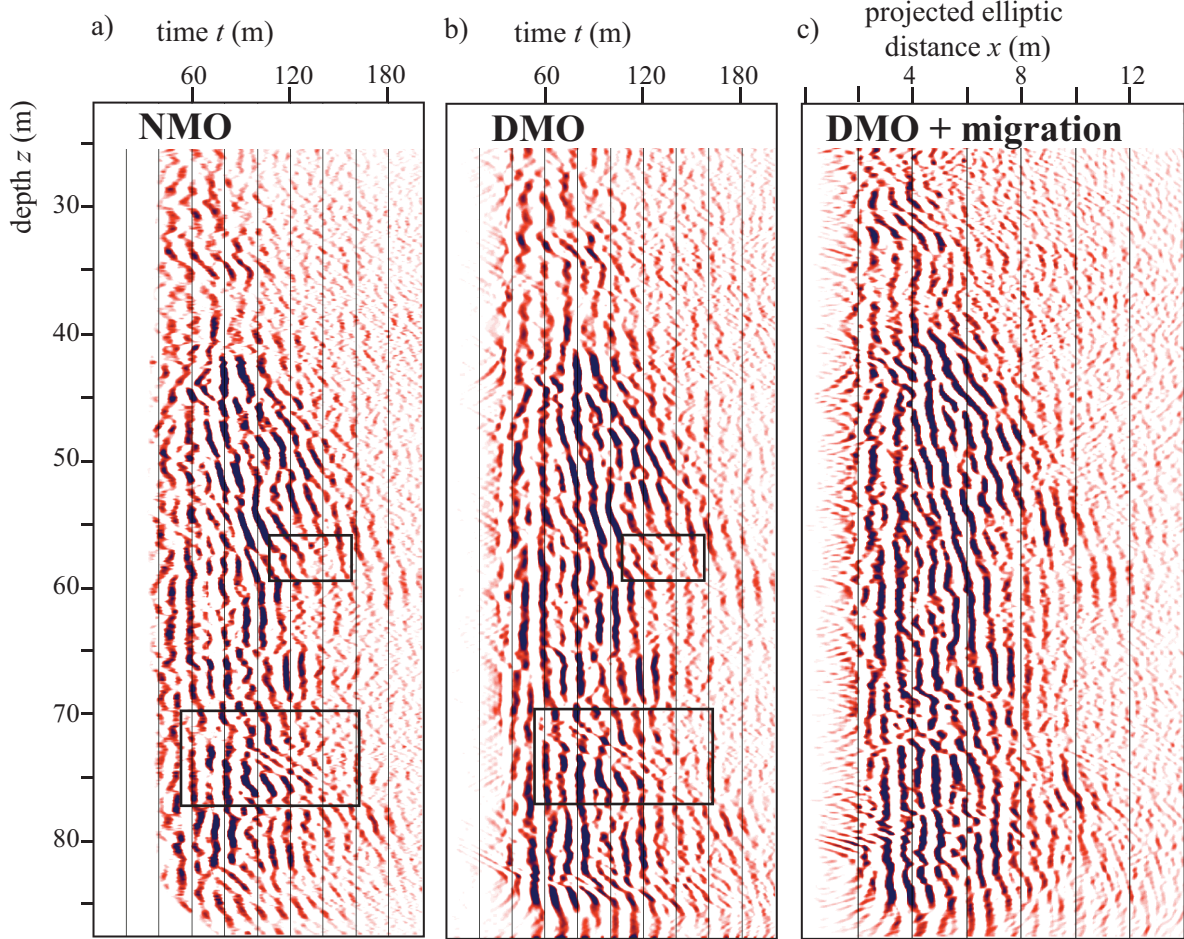 a)
time t (m)
60 120 180
NMO
b)
time t (m)
60 120 180
DMO
c)
projected elliptic
distance x (m)
4 8 12
DMO + migration
depth z (m)
30
40
50
60
70
80